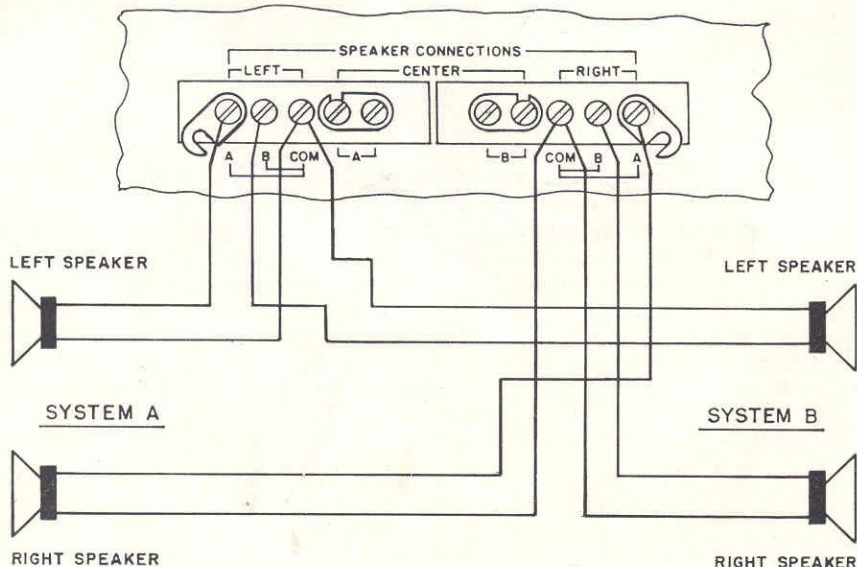 SPEAKER CONNECTIONS
LEFT CENTER RIGHT
A B COM A B COM B A
LEFT SPEAKER LEFT SPEAKER
SYSTEM A SYSTEM B
RIGHT SPEAKER RIGHT SPEAKER